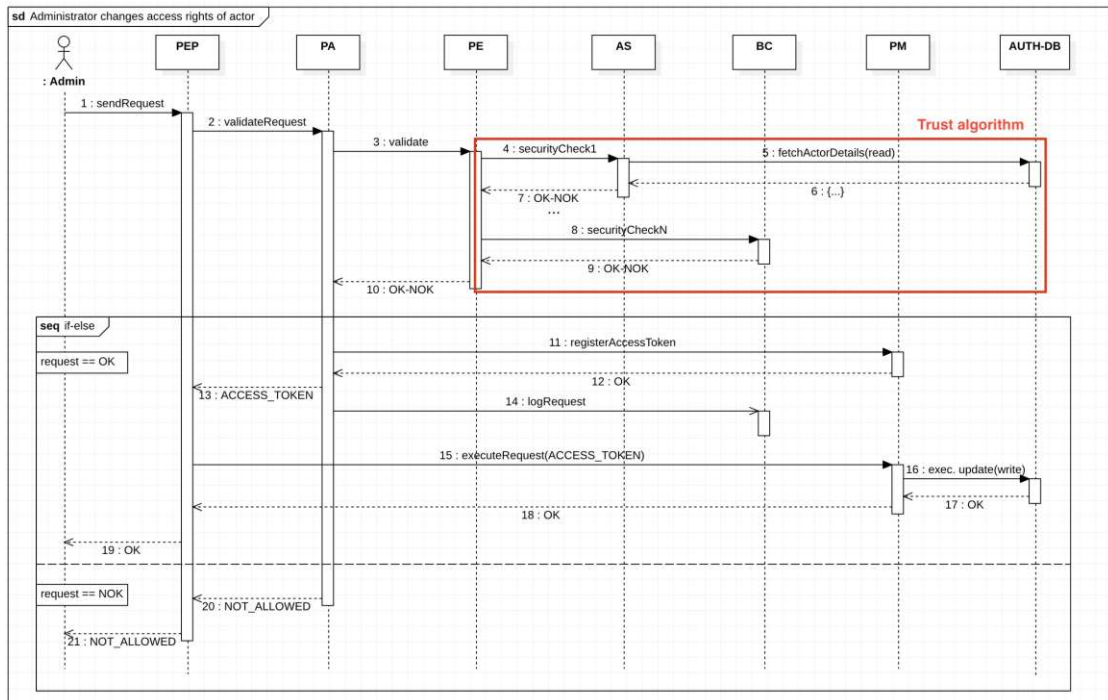 sd Administrator changes access rights of actor
PEP PA PE AS BC PM AUTH-DB
: Admin
1 : sendRequest
2 : validateRequest
Trust algorithm
3 : validate
4 : securityCheck1
5 : fetchActorDetails(read)
6 : {...}
7 : OK-NOK
...
8 : securityCheckN
9 : OK-NOK
10 : OK-NOK
seq if-else
request == OK
11 : registerAccessToken
12 : OK
13 : ACCESS_TOKEN
14 : logRequest
15 : executeRequest(ACCESS_TOKEN)
16 : exec. update(write)
17 : OK
18 : OK
19 : OK
request == NOK
20 : NOT_ALLOWED
21 : NOT_ALLOWED